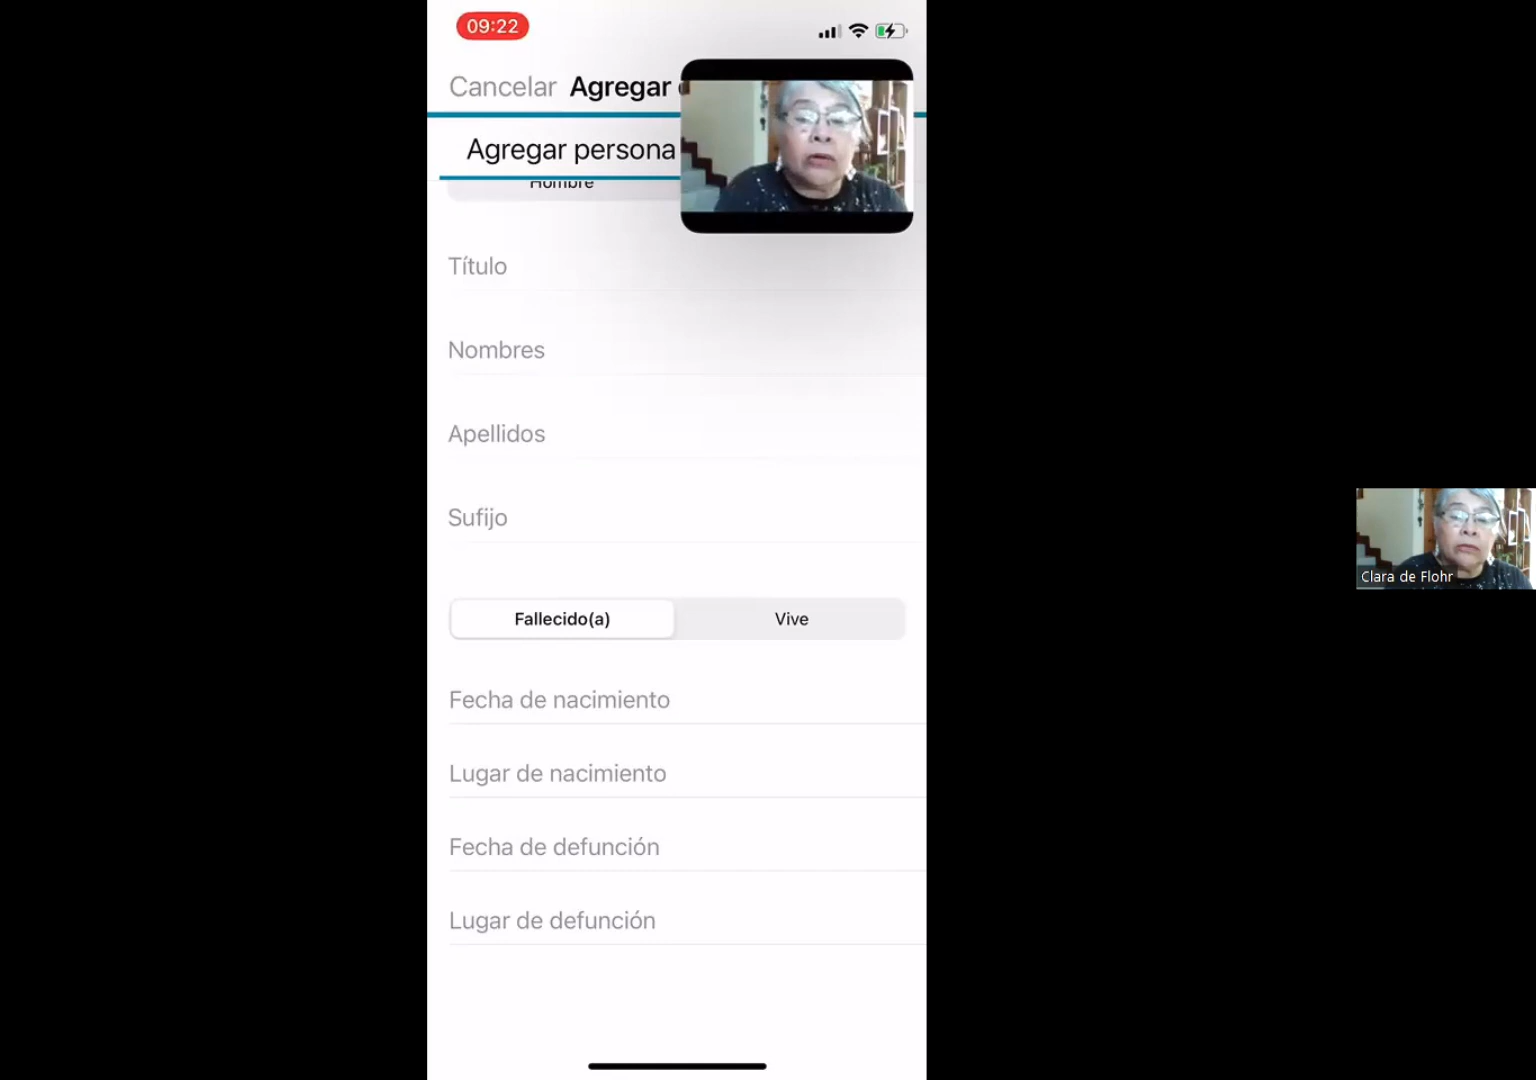 09:22
Cancelar Agregar
Agregar persona
Hombre
Título
Nombres
Apellidos
Sufijo
Fallecido(a) Vive
Fecha de nacimiento
Lugar de nacimiento
Fecha de defunción
Lugar de defunción
Clara de Flohr